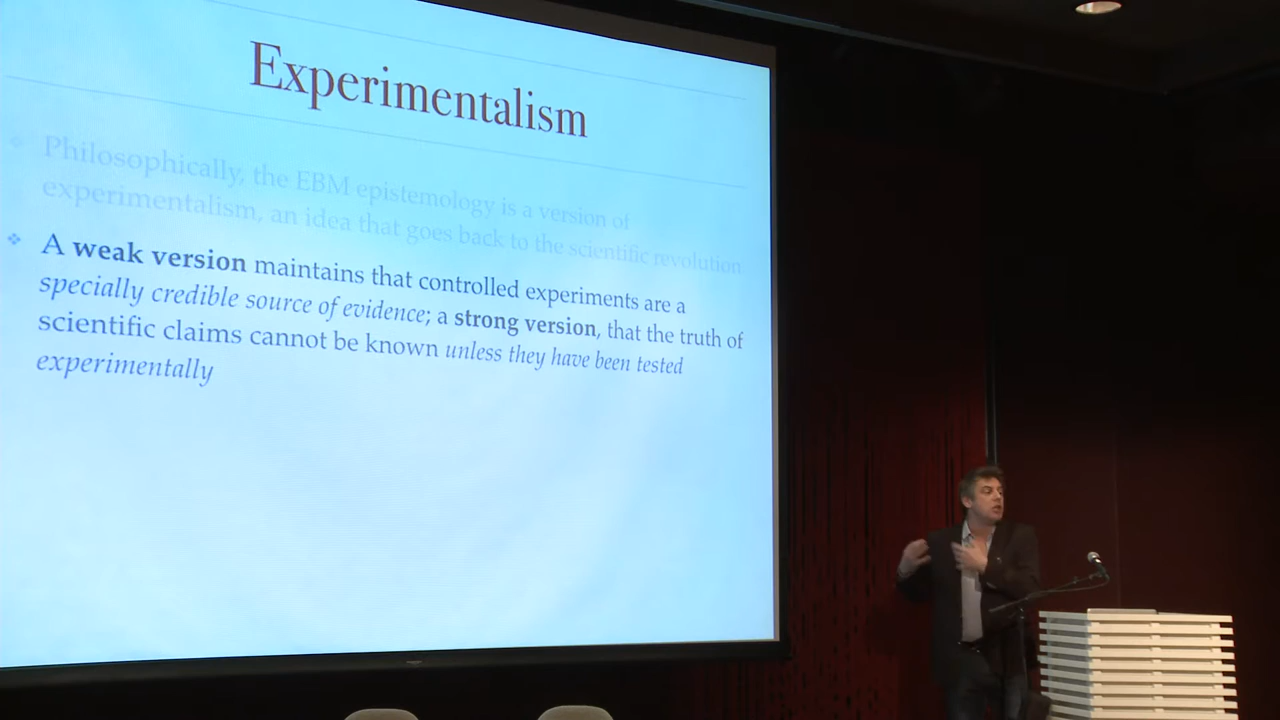 Experimentalism
Philosophically, the EBM epistemology is a version of
experimentalism, an idea that goes back to the scientific revolution
A weak version maintains that controlled experiments are a
specially credible source of evidence; a strong version, that the truth of
scientific claims cannot be known unless they have been tested
experimentally